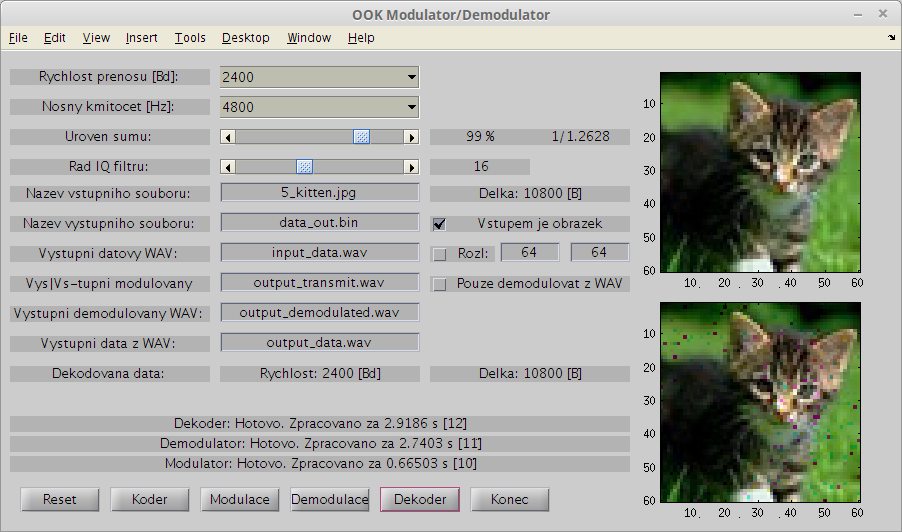 OOK Modulator/Demodulator
File Edit View Insert Tools Desktop Window Help
Rychlost prenosu [Bd]: 2400
Nosny kmitocet [Hz]: 4800
Uroven sumu: 99 % 1/1.2628
Rad IQ filtru: 16
Nazev vstupniho souboru: 5_kitten.jpg Delka: 10800 [B]
Nazev vystupniho souboru: data_out.bin Vstupem je obrazek
Vystupni datovy WAV: input_data.wav Rozl: 64 64
Vys|Vs-tupni modulovany output_transmit.wav Pouze demodulovat z WAV
Vystupni demodulovany WAV: output_demodulated.wav
Vystupni data z WAV: output_data.wav
Dekodovana data: Rychlost: 2400 [Bd] Delka: 10800 [B]
Dekoder: Hotovo. Zpracovano za 2.9186 s [12]
Demodulator: Hotovo. Zpracovano za 2.7403 s [11]
Modulator: Hotovo. Zpracovano za 0.66503 s [10]
Reset Koder Modulace Demodulace Dekoder Konec
10
20
30
40
50
60
10 20 30 40 50 60
10
20
30
40
50
60
10 20 30 40 50 60